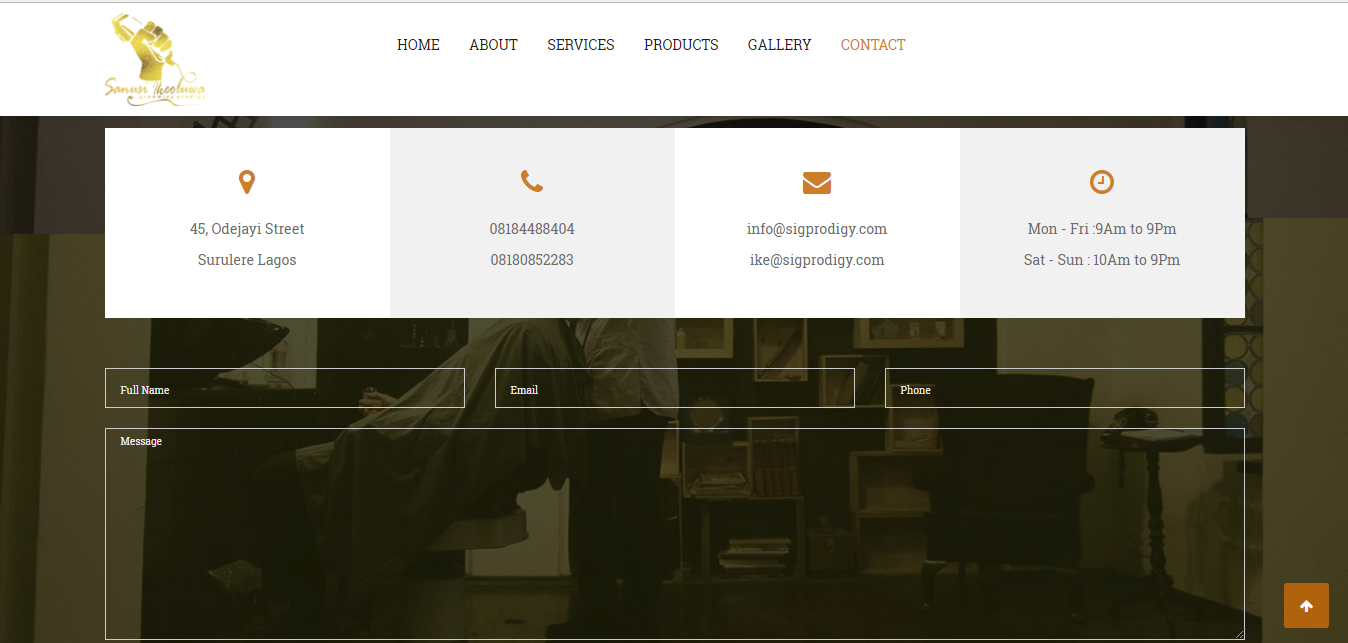 HOME ABOUT SERVICES PRODUCTS GALLERY CONTACT
Sanusi Ikeoluwa
45, Odejayi Street
Surulere Lagos
08184488404
08180852283
info@sigprodigy.com
ike@sigprodigy.com
Mon - Fri :9Am to 9Pm
Sat - Sun : 10Am to 9Pm
Full Name
Email
Phone
Message